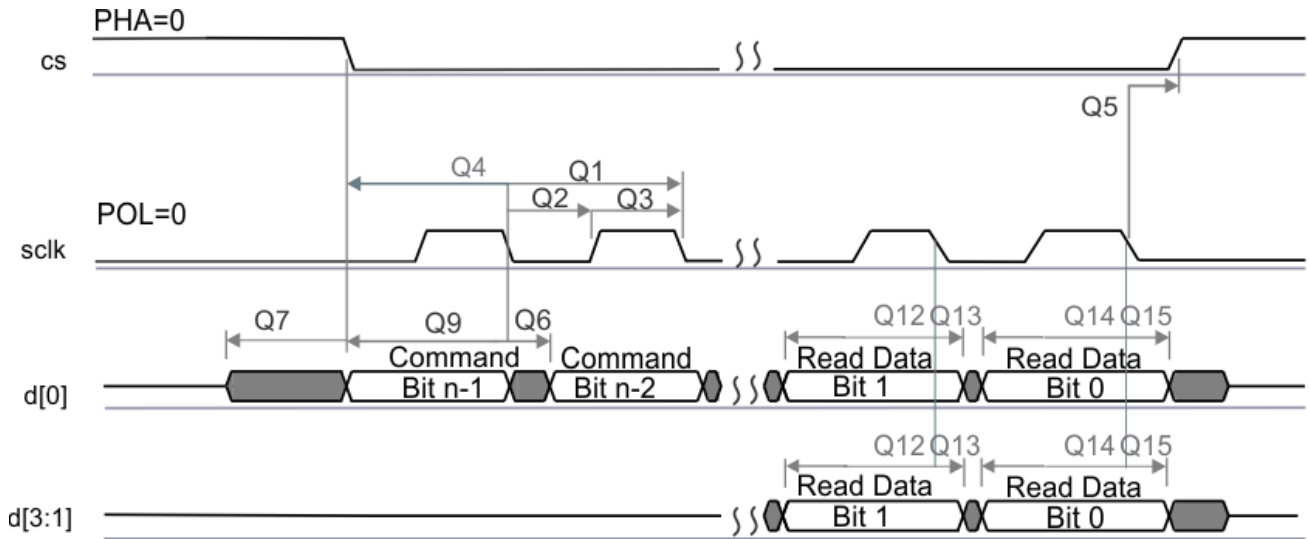 PHA=0
cs
Q5
Q4 Q1
Q2 Q3
POL=0
sclk
Q7 Q9 Q6 Q12 Q13 Q14 Q15
Command Command Read Data Read Data
d[0] Bit n-1 Bit n-2 Bit 1 Bit 0
Q12 Q13 Q14 Q15
Read Data Read Data
d[3:1] Bit 1 Bit 0